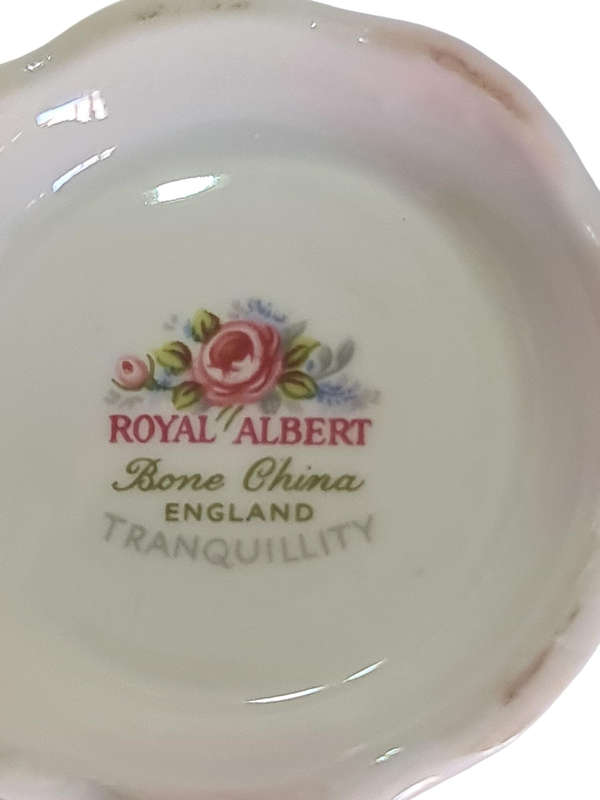 ROYAL ALBERT
Bone China
ENGLAND
TRANQUILLITY